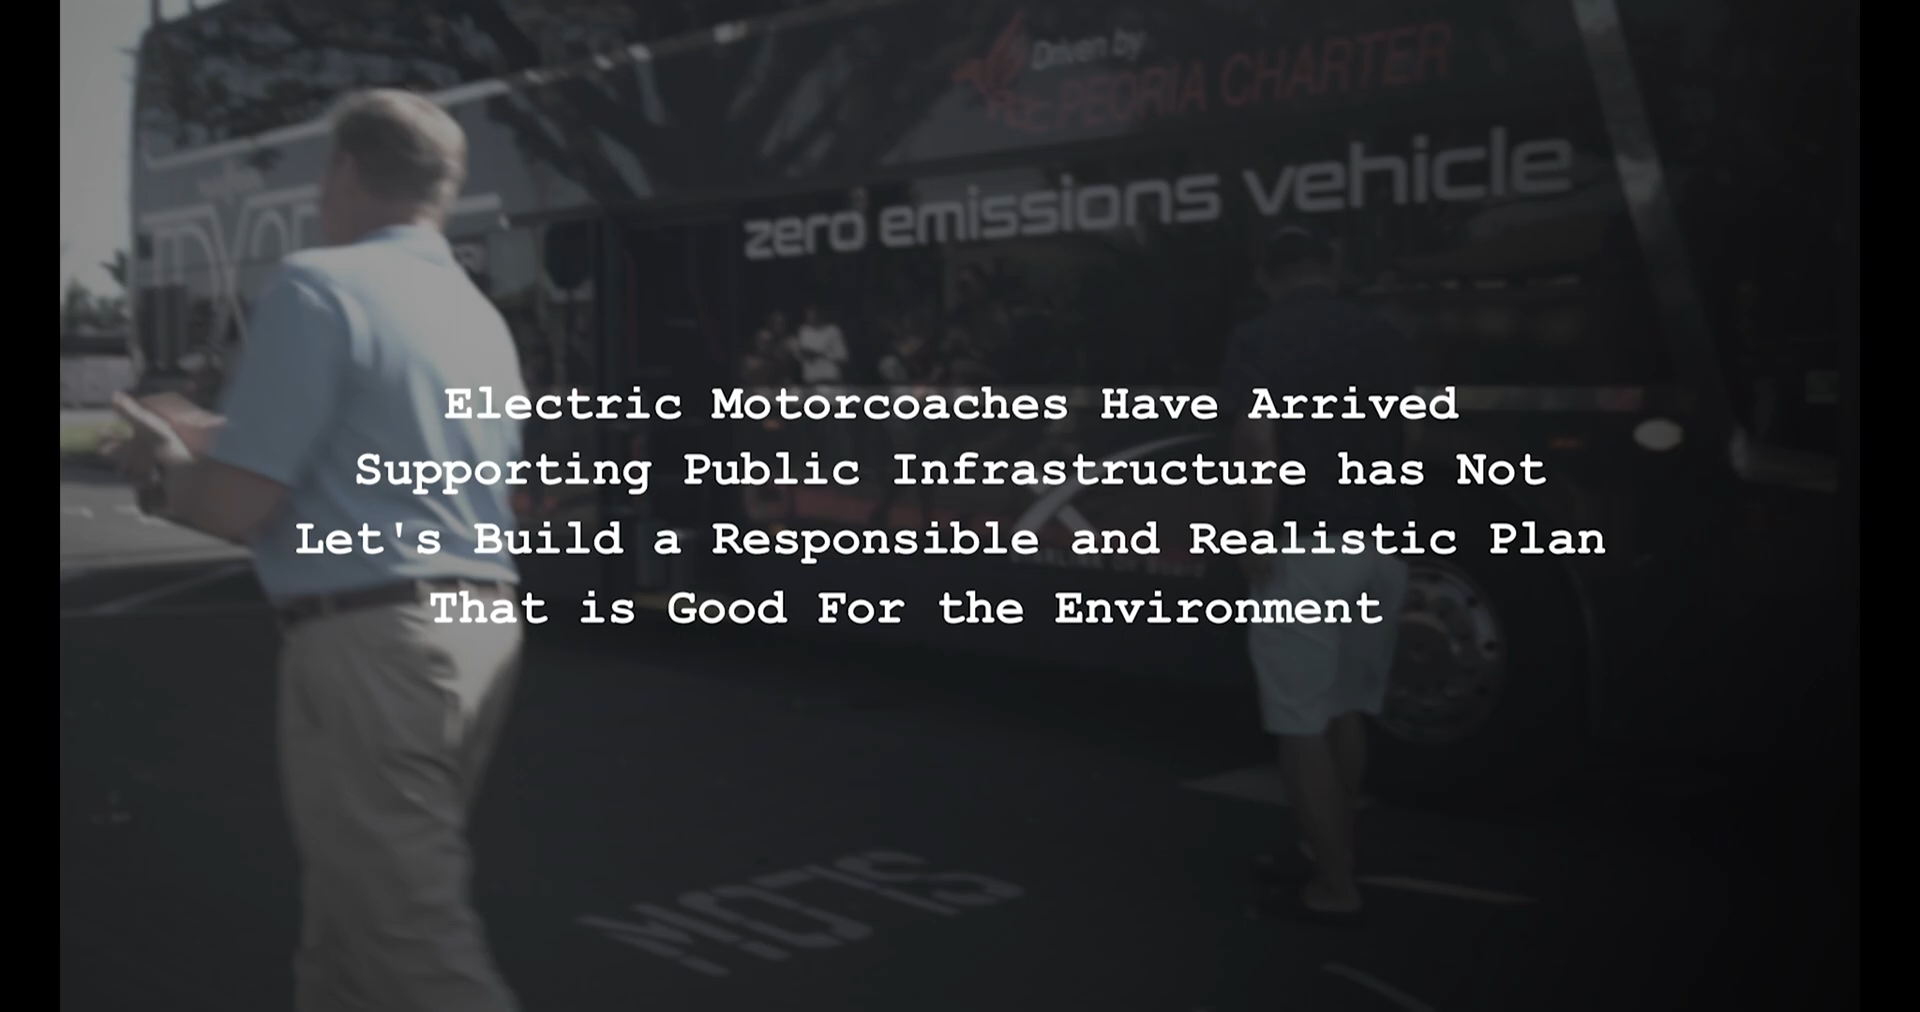 Driven by
PEORIA CHARTER
zero emissions vehicle
Electric Motorcoaches Have Arrived
Supporting Public Infrastructure has Not
Let's Build a Responsible and Realistic Plan
That is Good For the Environment
SLOW